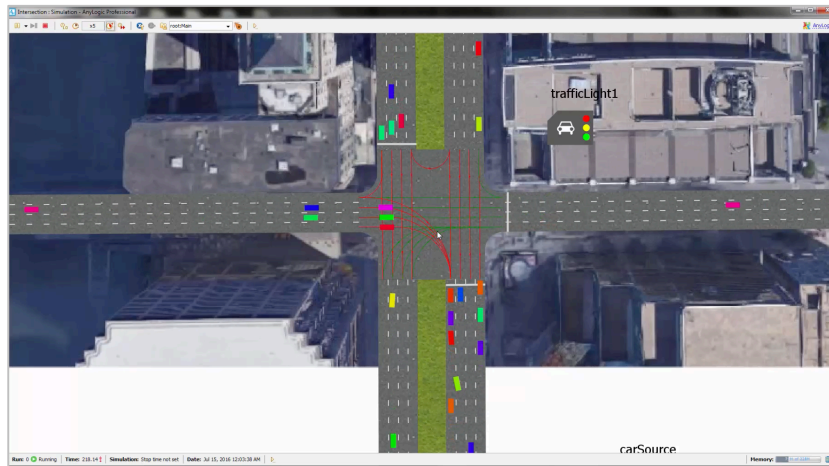 Intersection : Simulation - AnyLogic Professional
x5
root:Main
AnyLog
trafficLight1
carSource
Run: 0 Running Time: 218.14 Simulation: Stop time not set Date: Jul 15, 2016 12:03:38 AM Memory: